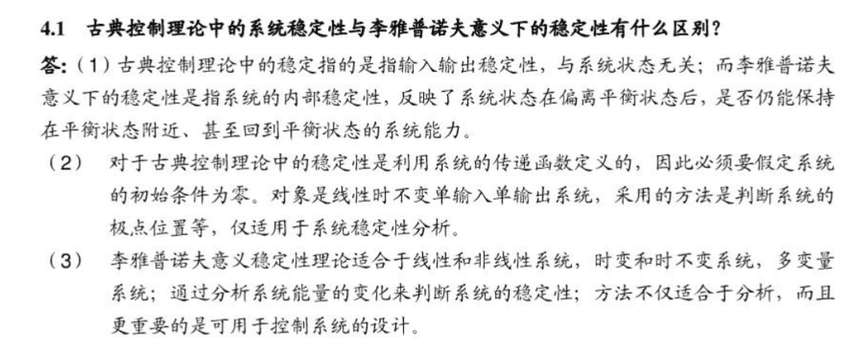 4.1 古典控制理论中的系统稳定性与李雅普诺夫意义下的稳定性有什么区别？
答：（1）古典控制理论中的稳定指的是指输入输出稳定性，与系统状态无关；而李雅普诺夫
意义下的稳定性是指系统的内部稳定性，反映了系统状态在偏离平衡状态后，是否仍能保持
在平衡状态附近、甚至回到平衡状态的系统能力。
（2） 对于古典控制理论中的稳定性是利用系统的传递函数定义的，因此必须要假定系统
的初始条件为零。对象是线性时不变单输入单输出系统，采用的方法是判断系统的
极点位置等，仅适用于系统稳定性分析。
（3） 李雅普诺夫意义稳定性理论适合于线性和非线性系统，时变和时不变系统，多变量
系统；通过分析系统能量的变化来判断系统的稳定性；方法不仅适合于分析，而且
更重要的是可用于控制系统的设计。